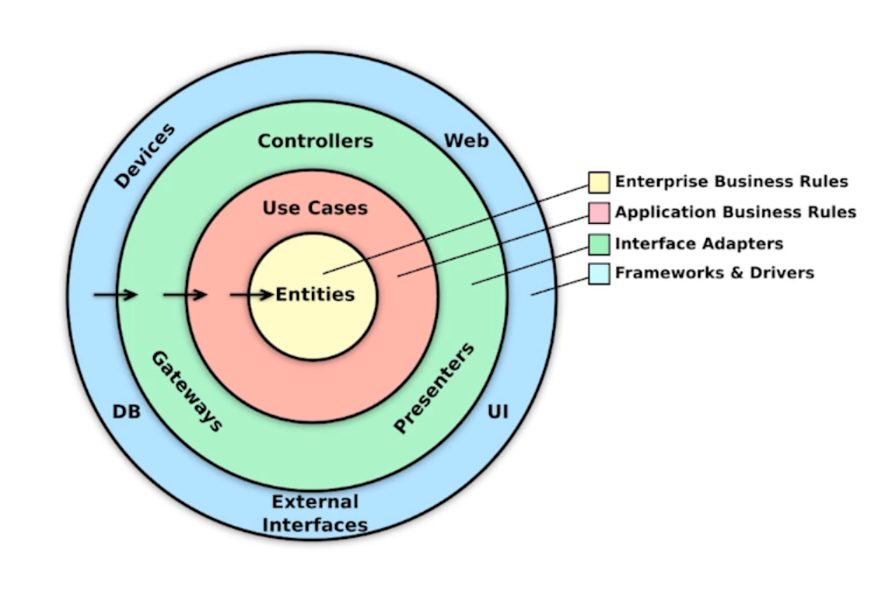 Devices
Controllers
Web
Use Cases
Entities
Gateways
Presenters
DB
UI
External
Interfaces
Enterprise Business Rules
Application Business Rules
Interface Adapters
Frameworks & Drivers